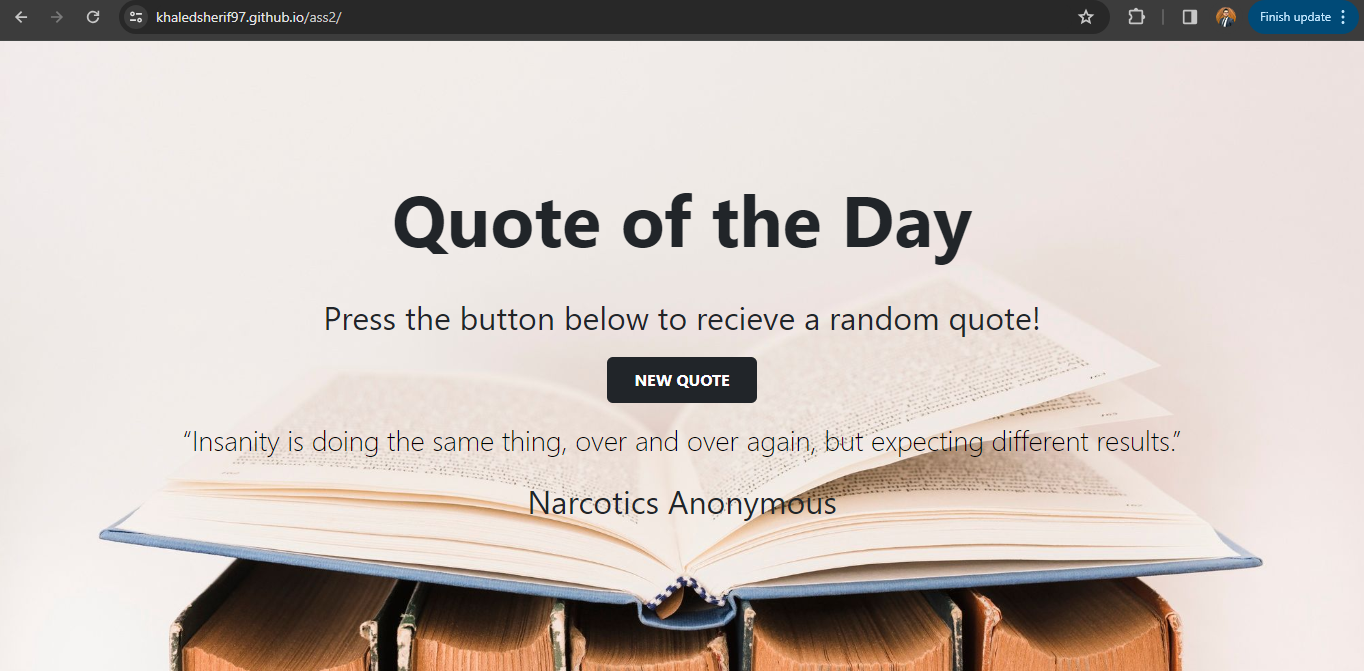 khaledsherif97.github.io/ass2/
Finish update
Quote of the Day
Press the button below to recieve a random quote!
NEW QUOTE
“Insanity is doing the same thing, over and over again, but expecting different results.”
Narcotics Anonymous